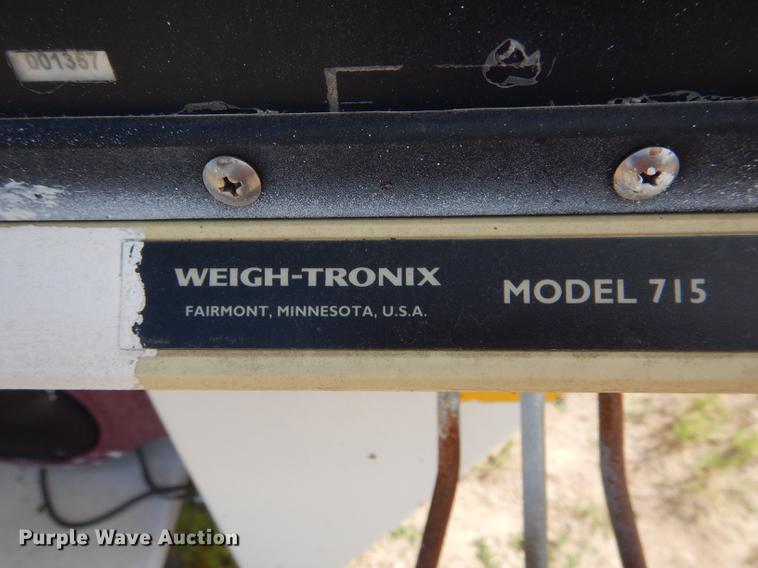 001357
WEIGH-TRONIX
FAIRMONT, MINNESOTA, U.S.A.
MODEL 715
Purple Wave Auction